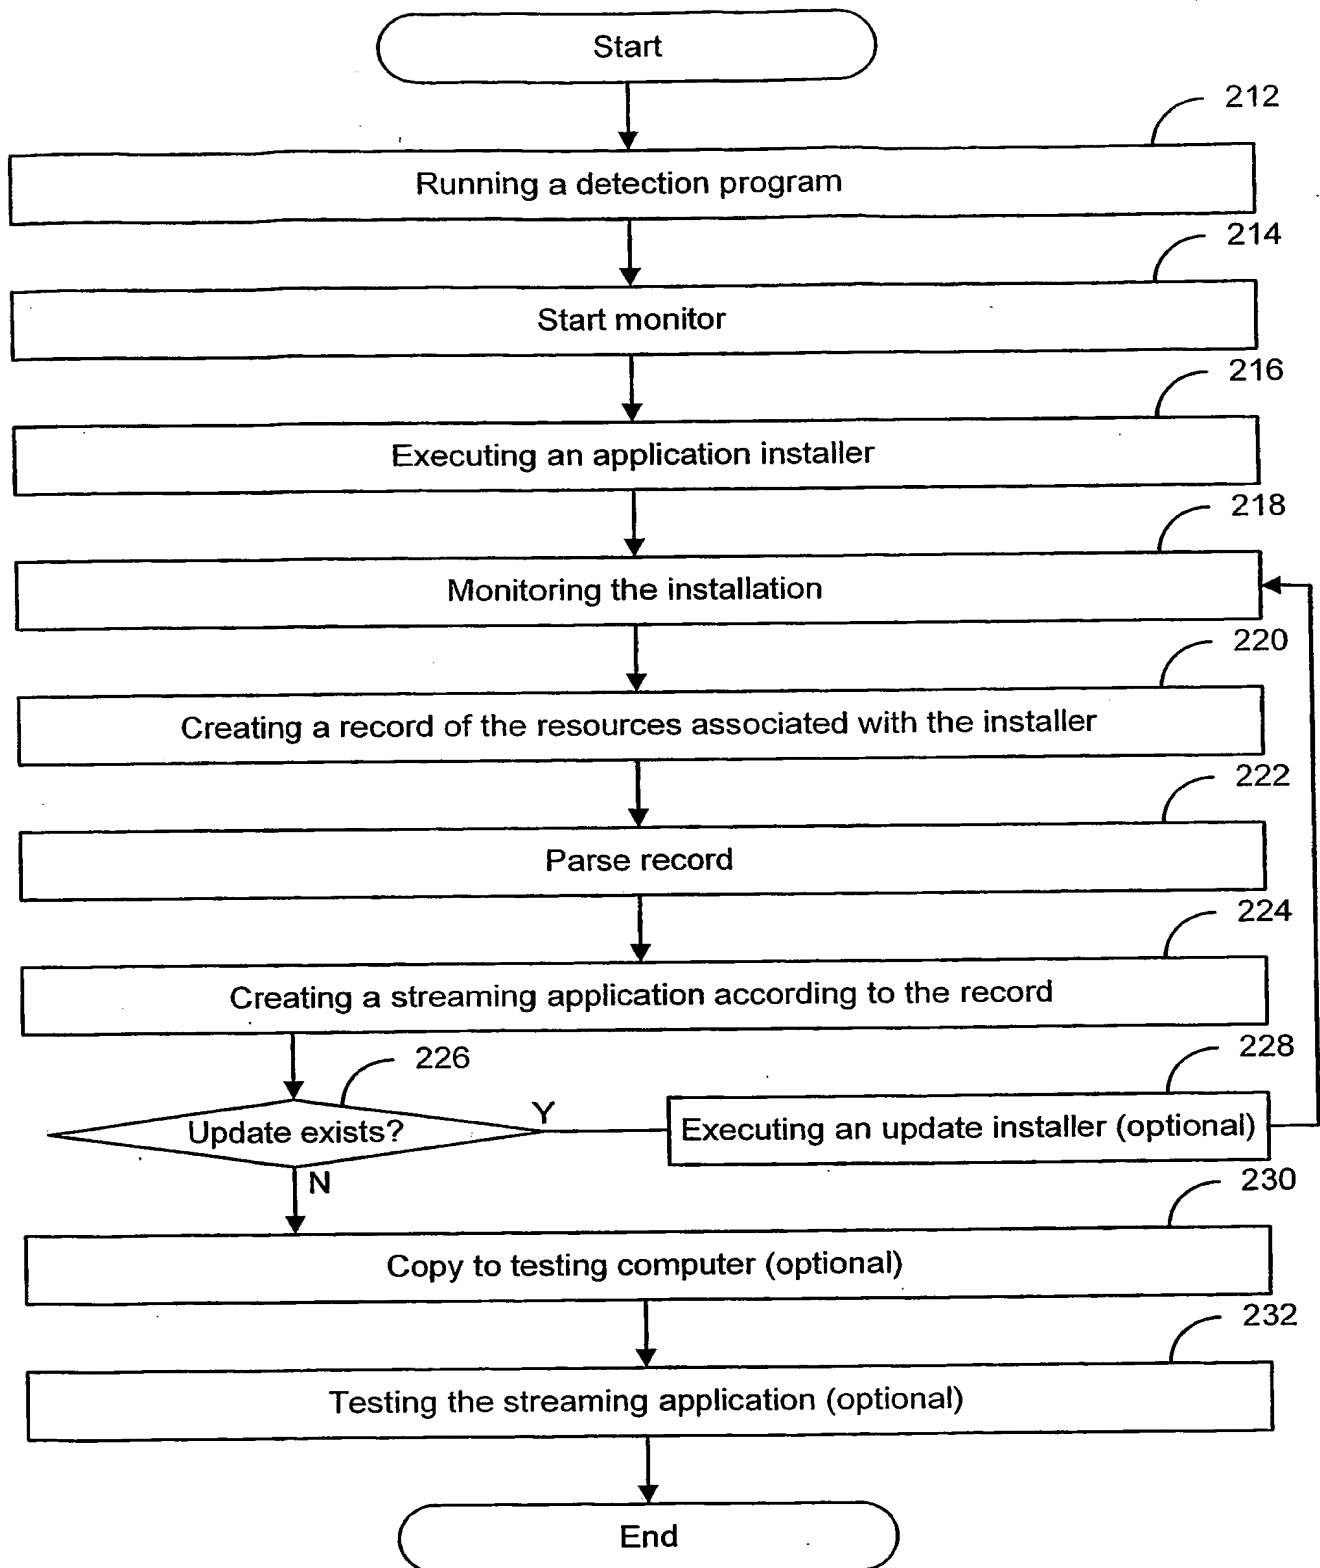 Start
212
Running a detection program
214
Start monitor
216
Executing an application installer
218
Monitoring the installation
220
Creating a record of the resources associated with the installer
222
Parse record
224
Creating a streaming application according to the record
226
228
Update exists?
Y
Executing an update installer (optional)
N
230
Copy to testing computer (optional)
232
Testing the streaming application (optional)
End